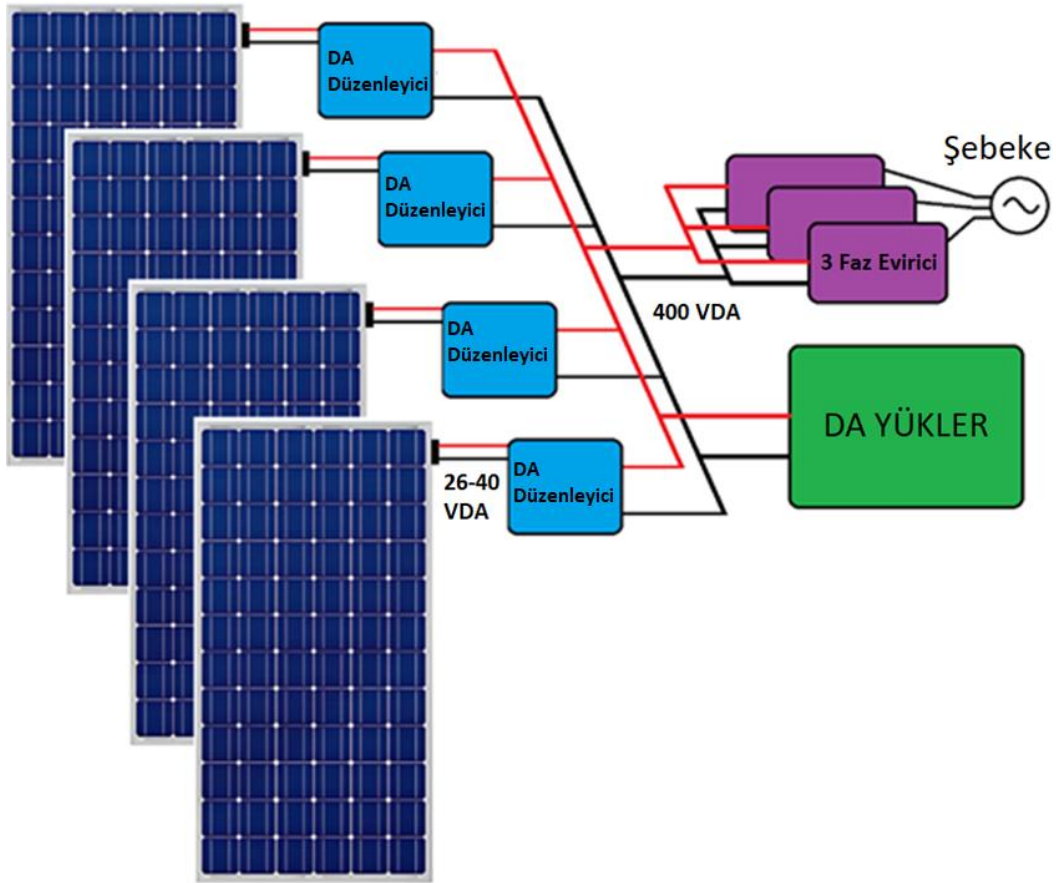 DA
Düzenleyici
DA
Düzenleyici
Şebeke
3 Faz Evirici
400 VDA
DA
Düzenleyici
DA YÜKLER
26-40
VDA
DA
Düzenleyici